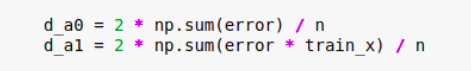 d_a0 = 2 * np.sum(error) / n
d_a1 = 2 * np.sum(error * train_x) / n